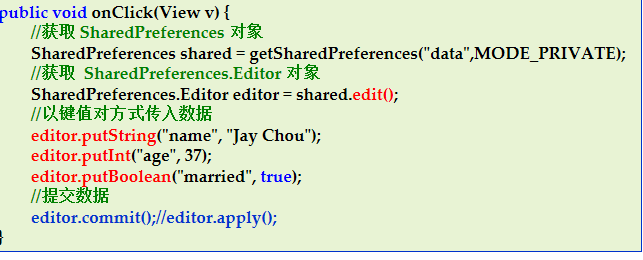 public void onClick(View v) {
//获取 SharedPreferences 对象
SharedPreferences shared = getSharedPreferences("data",MODE_PRIVATE);
//获取 SharedPreferences.Editor 对象
SharedPreferences.Editor editor = shared.edit();
//以键值对方式传入数据
editor.putString("name", "Jay Chou");
editor.putInt("age", 37);
editor.putBoolean("married", true);
//提交数据
editor.commit();//editor.apply();
}